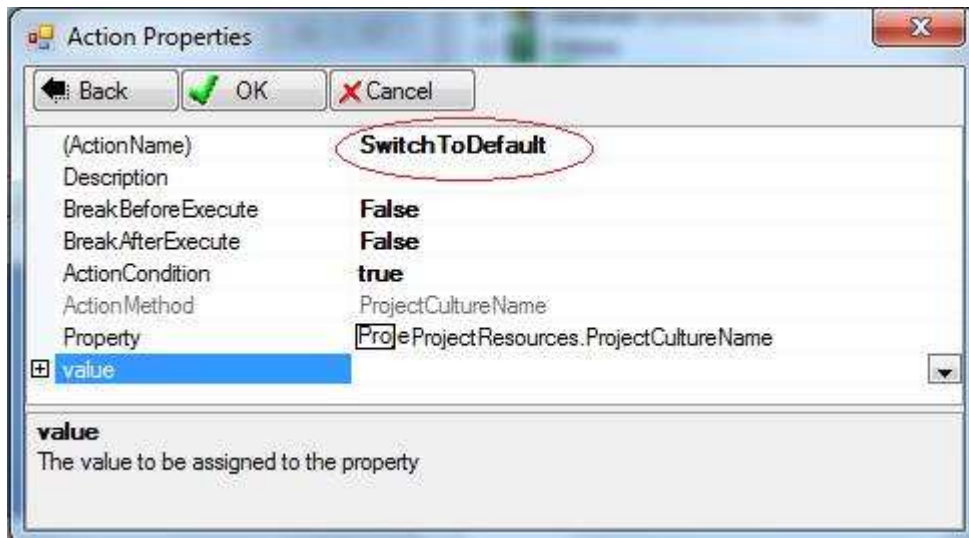 Action Properties
Back OK Cancel
(ActionName) SwitchToDefault
Description
BreakBeforeExecute False
BreakAfterExecute False
ActionCondition true
ActionMethod ProjectCultureName
Property ProjeProjectResources.ProjectCultureName
value
value
The value to be assigned to the property